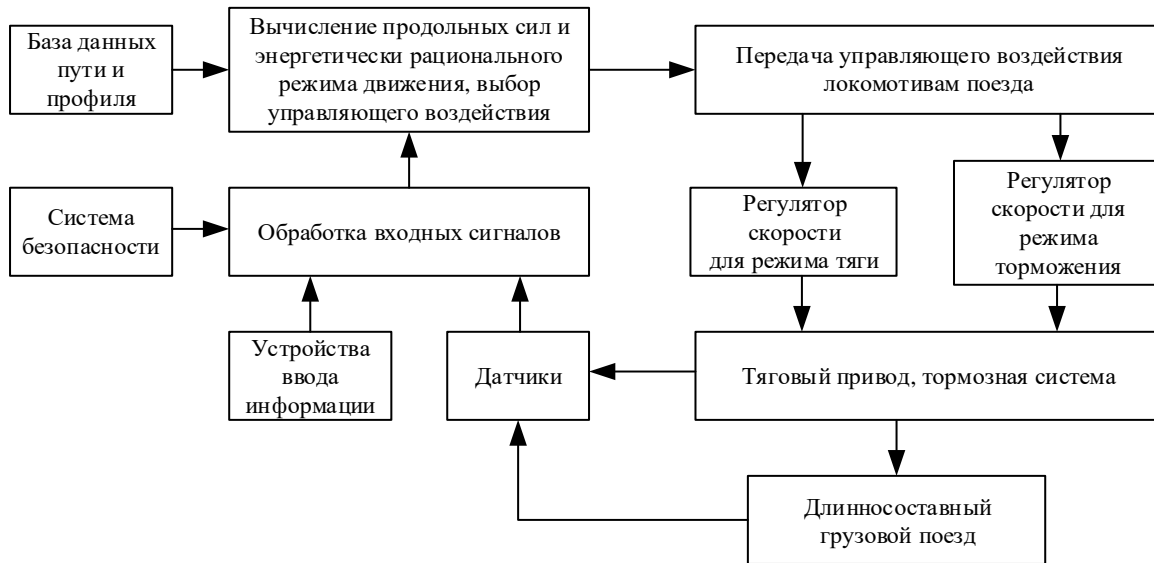 База данных
пути и
профиля
Вычисление продольных сил и
энергетически рационального
режима движения, выбор
управляющего воздействия
Передача управляющего воздействия
локомотивам поезда
Система
безопасности
Обработка входных сигналов
Регулятор
скорости
для режима тяги
Регулятор
скорости для
режима
торможения
Устройства
ввода
информации
Датчики
Тяговый привод, тормозная система
Длинносоставный
грузовой поезд